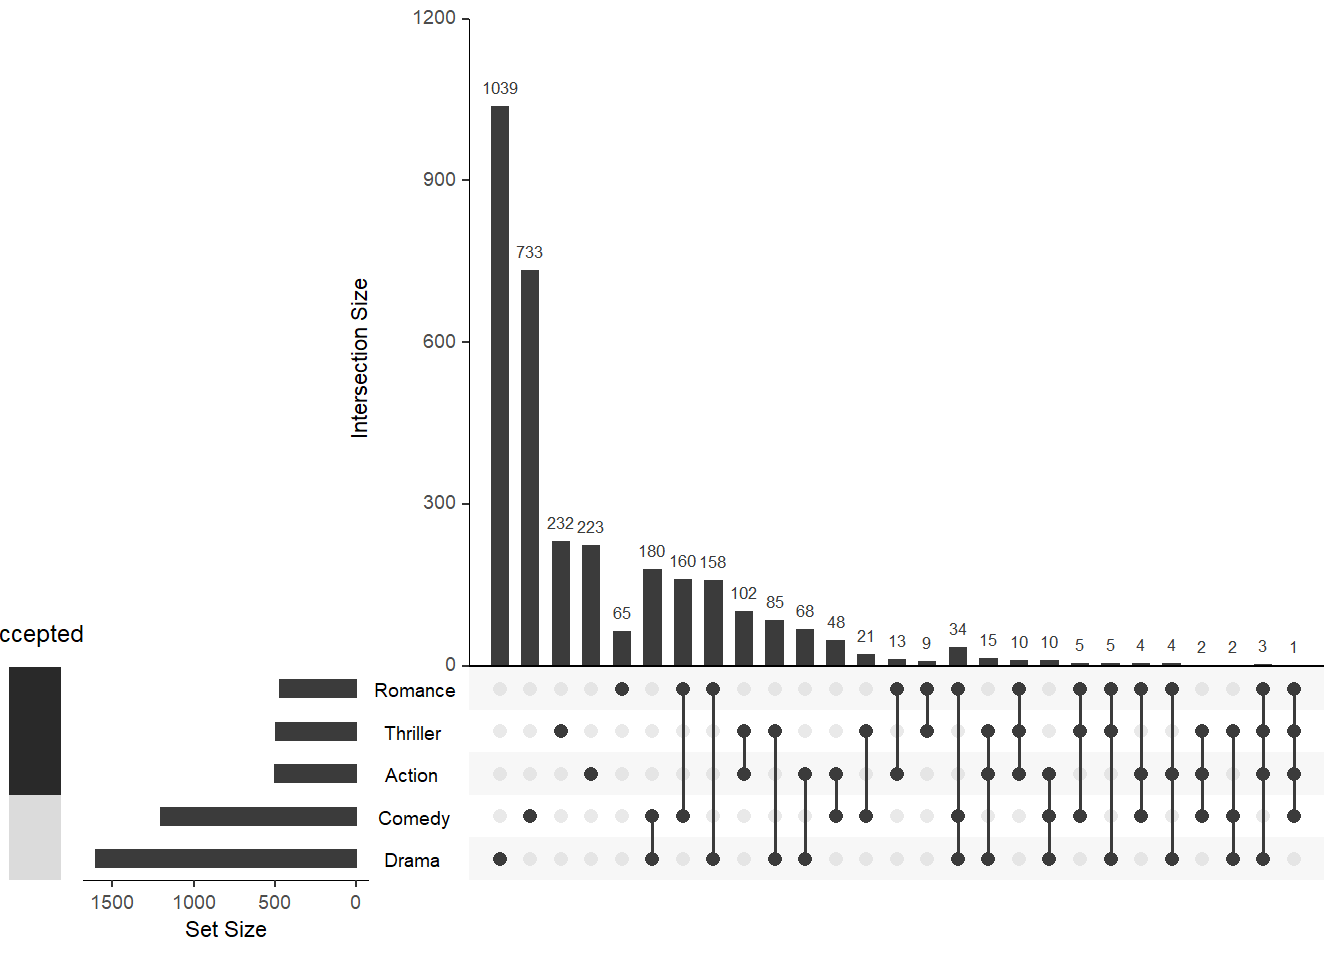 1200
1039
900
733
600
Intersection Size
300
232 223 65 180 160 158 102 85 68 48 21 13 9 34 15 10 10 5 5 4 4 2 2 3 1
0
ccepted
Romance
Thriller
Action
Comedy
Drama
1500 1000 500 0
Set Size